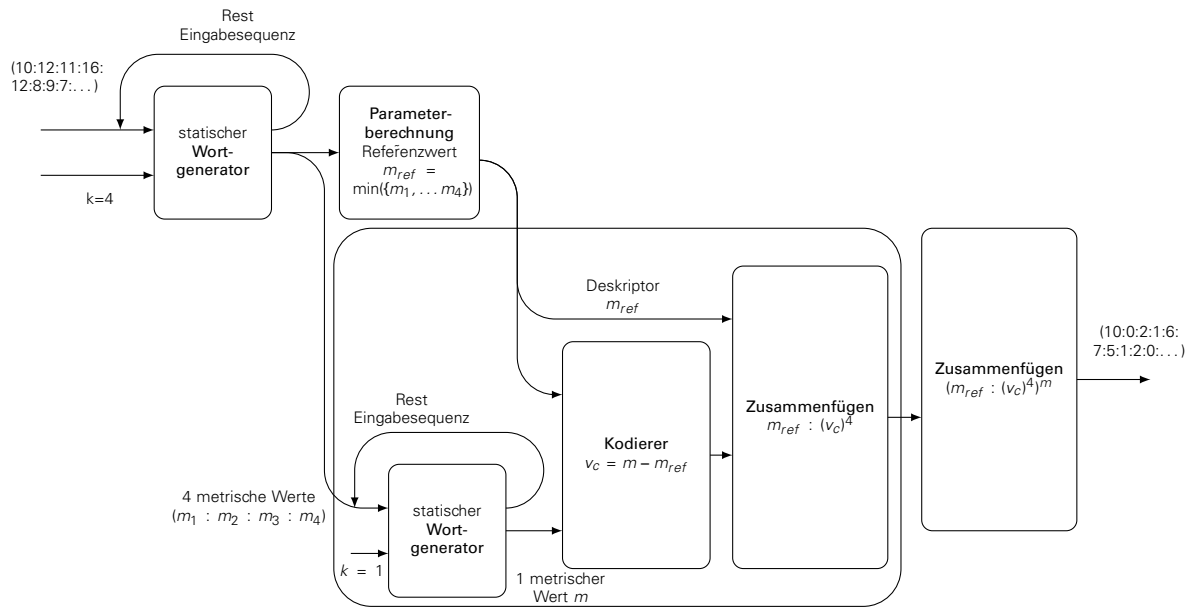 Rest
Eingabesequenz
(10:12:11:16:
12:8:9:7:...)
statischer
Wort-
generator
k=4
Parameter-
berechnung
Referenzwert
m_ref =
min({m_1, ... m_4})
Deskriptor
m_ref
Rest
Eingabesequenz
4 metrische Werte
(m_1 : m_2 : m_3 : m_4)
k = 1
statischer
Wort-
generator
1 metrischer
Wert m
Kodierer
v_c = m – m_ref
Zusammenfügen
m_ref : (v_c)^4
Zusammenfügen
(m_ref : (v_c)^4)^m
(10:0:2:1:6:
7:5:1:2:0:...)